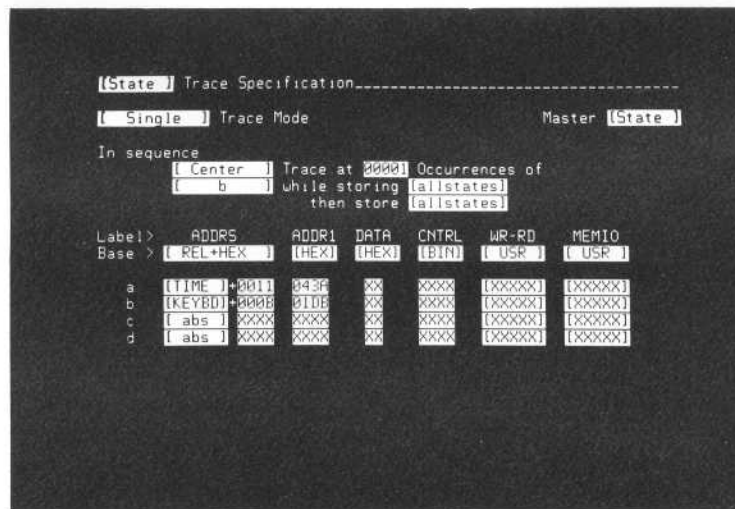 [State ] Trace Specification______________________________________
[ Single ] Trace Mode Master [State ]
In sequence
[ Center ] Trace at 00001 Occurrences of
[ b ] while storing [allstates]
then store [allstates]
Label> ADDRS ADDR1 DATA CNTRL WR-RD MEMIO
Base > [ REL+HEX ] [HEX] [HEX] [BIN] [ USR ] [ USR ]
a [TIME ]+0011 043A XX XXXX [XXXXX] [XXXXX]
b [KEYBD]+000B 01DB XX XXXX [XXXXX] [XXXXX]
c [ abs ] XXXX XXXX XX XXXX [XXXXX] [XXXXX]
d [ abs ] XXXX XXXX XX XXXX [XXXXX] [XXXXX]